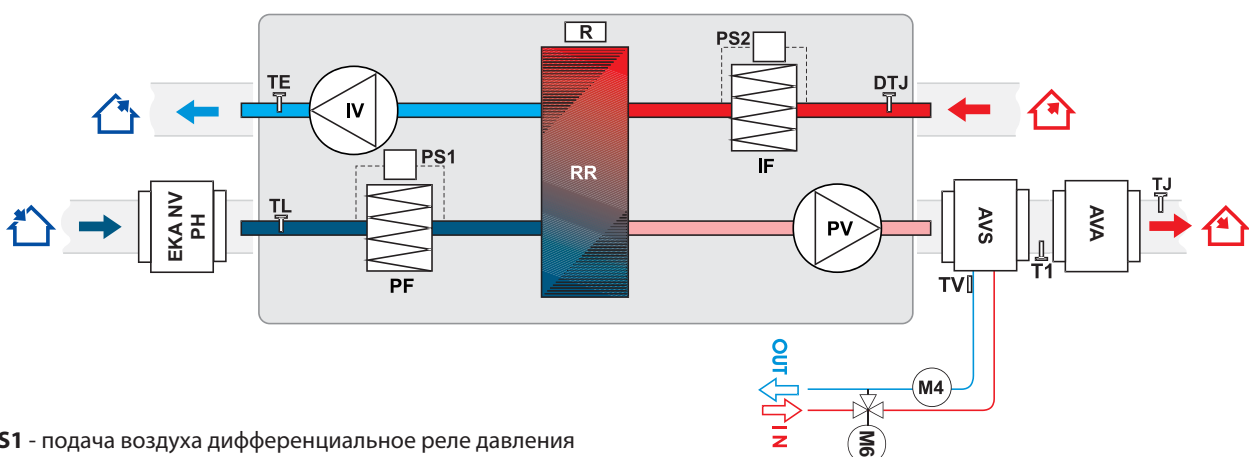 R
PS2
TE
DTJ
IV
PS1
IF
RR
TL
TJ
EKA NV
PH
PF
PV
AVS
AVA
T1
TV
OUT
M4
IN
M6
S1 - подача воздуха дифференциальное реле давления